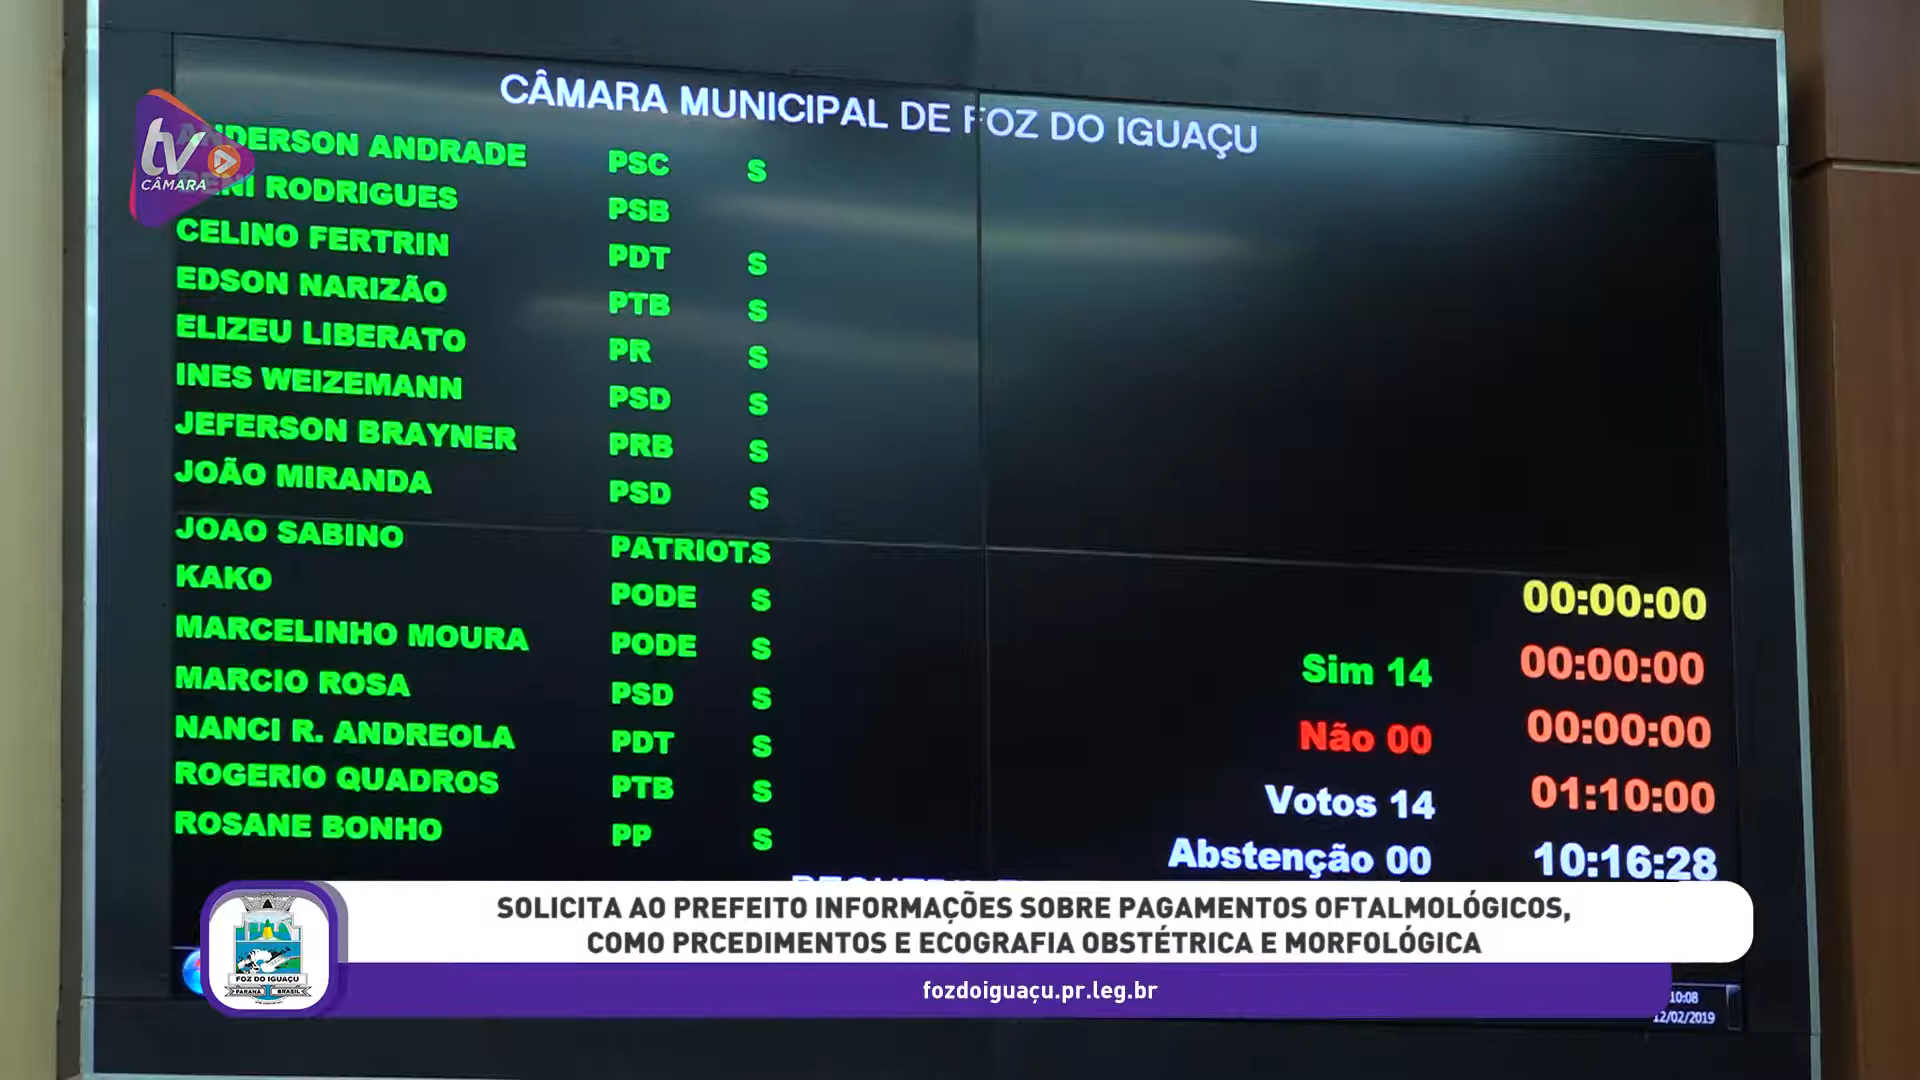 CÂMARA MUNICIPAL DE FOZ DO IGUAÇU
tv
CÂMARA
ANDERSON ANDRADE PSC S
BENI RODRIGUES PSB
CELINO FERTRIN PDT S
EDSON NARIZÃO PTB S
ELIZEU LIBERATO PR S
INES WEIZEMANN PSD S
JEFERSON BRAYNER PRB S
JOÃO MIRANDA PSD S
JOAO SABINO PATRIOT. S
KAKO PODE S
MARCELINHO MOURA PODE S
MARCIO ROSA PSD S
NANCI R. ANDREOLA PDT S
ROGERIO QUADROS PTB S
ROSANE BONHO PP S
00:00:00
Sim 14 00:00:00
Não 00 00:00:00
Votos 14 01:10:00
Abstenção 00 10:16:28
SOLICITA AO PREFEITO INFORMAÇÕES SOBRE PAGAMENTOS OFTALMOLÓGICOS,
COMO PRCEDIMENTOS E ECOGRAFIA OBSTÉTRICA E MORFOLÓGICA
FOZ DO IGUAÇU
PARANÁ BRASIL
fozdoiguaçu.pr.leg.br
10:08
12/02/2019